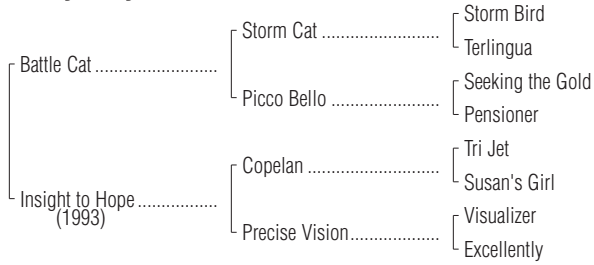 Storm Bird
Storm Cat .........................
Terlingua
Battle Cat ..........................
Seeking the Gold
Picco Bello .......................
Pensioner
Tri Jet
Copelan ............................
Susan's Girl
Insight to Hope.................
(1993)
Visualizer
Precise Vision...................
Excellently